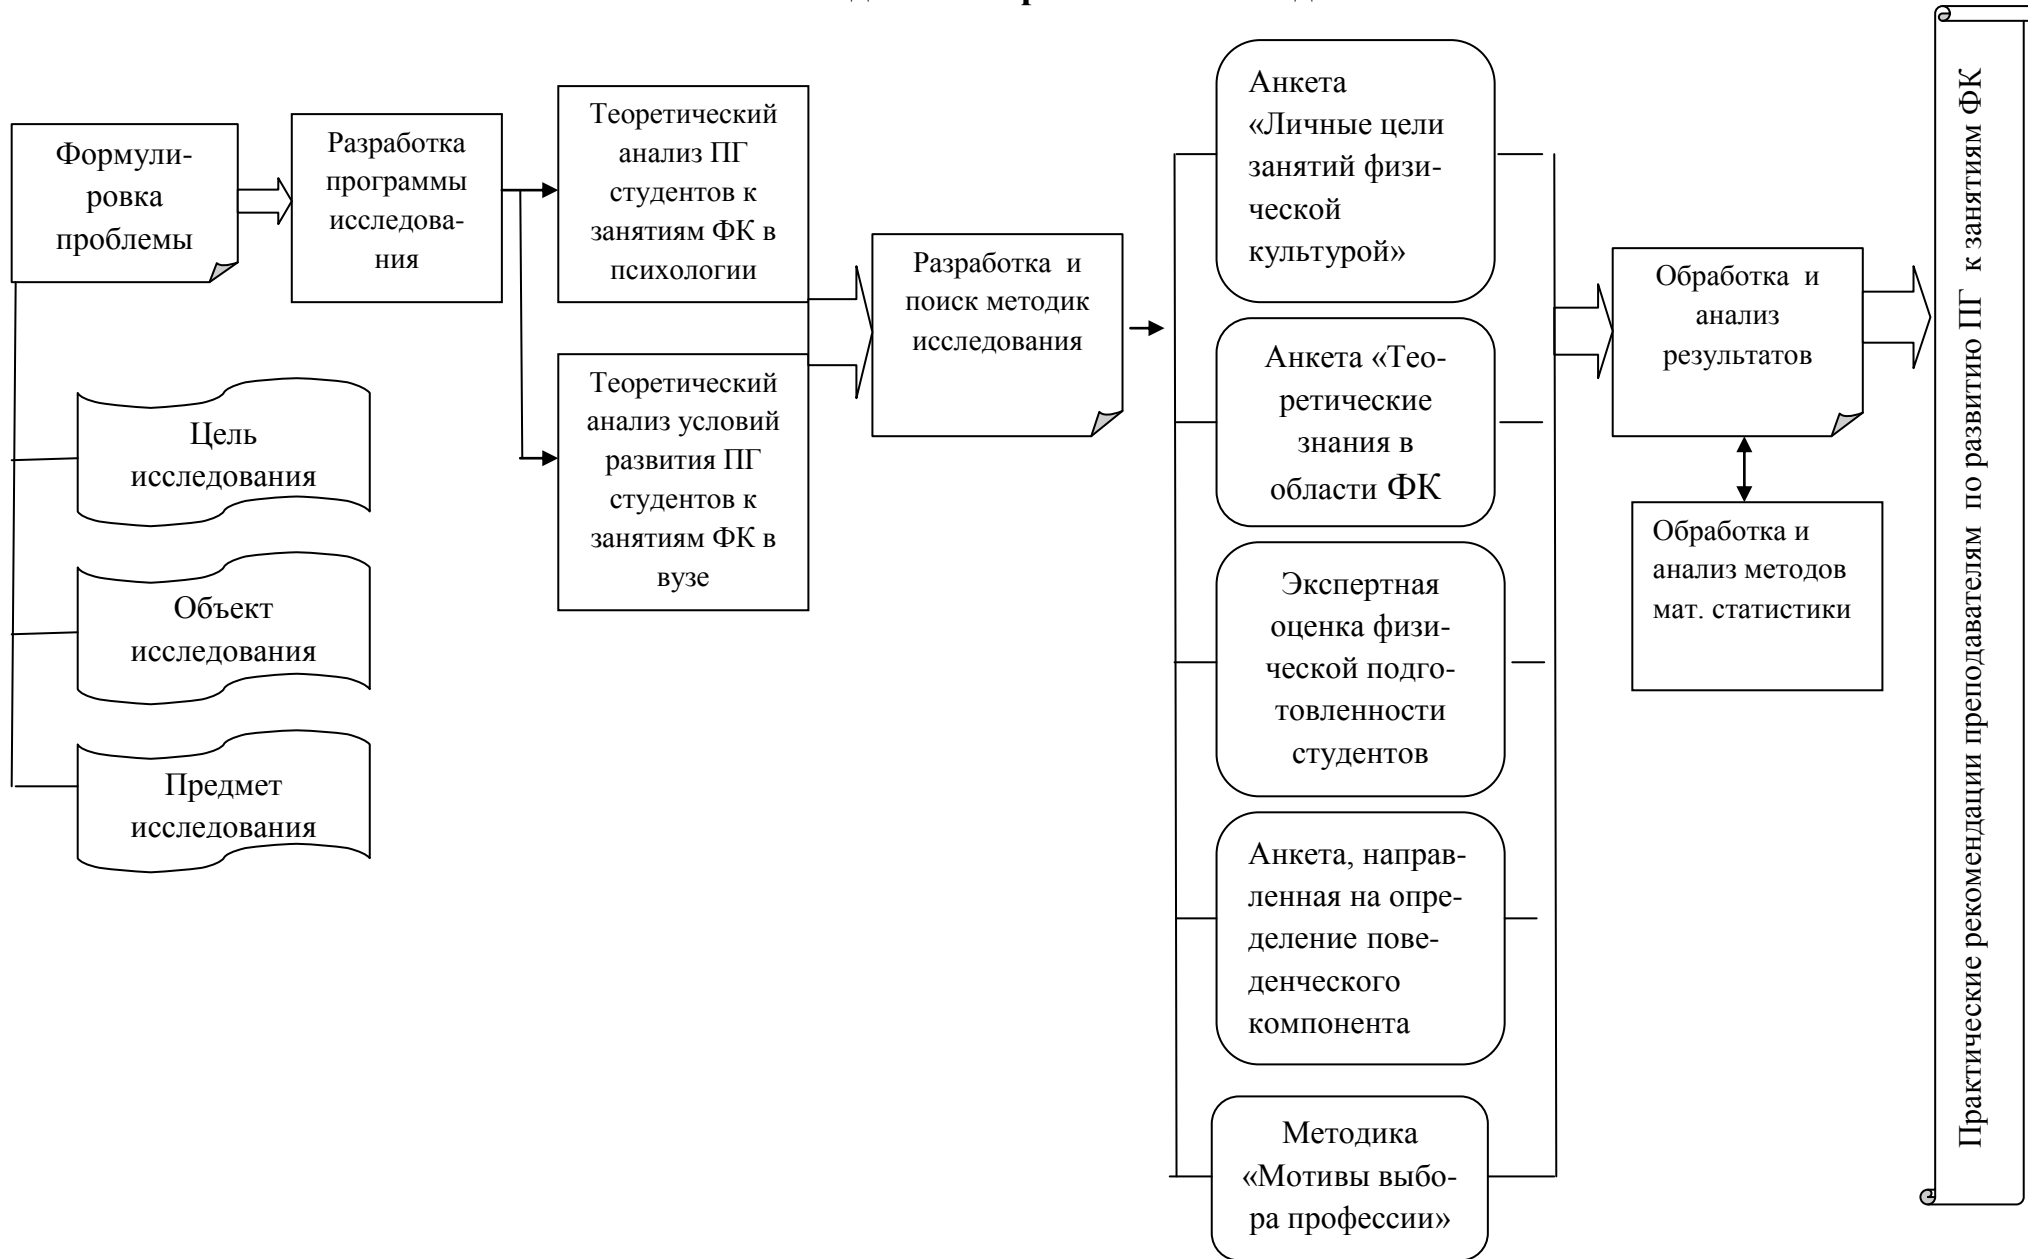 Формули-
ровка
проблемы
Цель
исследования
Объект
исследования
Предмет
исследования
Разработка
программы
исследова-
ния
Теоретический
анализ ПГ
студентов к
занятиям ФК в
психологии
Теоретический
анализ условий
развития ПГ
студентов к
занятиям ФК в
вузе
Разработка и
поиск методик
исследования
Анкета
«Личные цели
занятий физи-
ческой
культурой»
Анкета «Тео-
ретические
знания в
области ФК
Экспертная
оценка физи-
ческой подго-
товленности
студентов
Анкета, направ-
ленная на опре-
деление пове-
денческого
компонента
Методика
«Мотивы выбо-
ра профессии»
Обработка и
анализ
результатов
Обработка и
анализ методов
мат. статистики
Практические рекомендации преподавателям по развитию ПГ к занятиям ФК